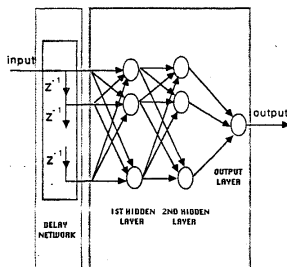 input
Z⁻¹
Z⁻¹
Z⁻¹
output
OUTPUT
LAYER
1ST HIDDEN
LAYER
2ND HIDDEN
LAYER
DELAY
NETWORK